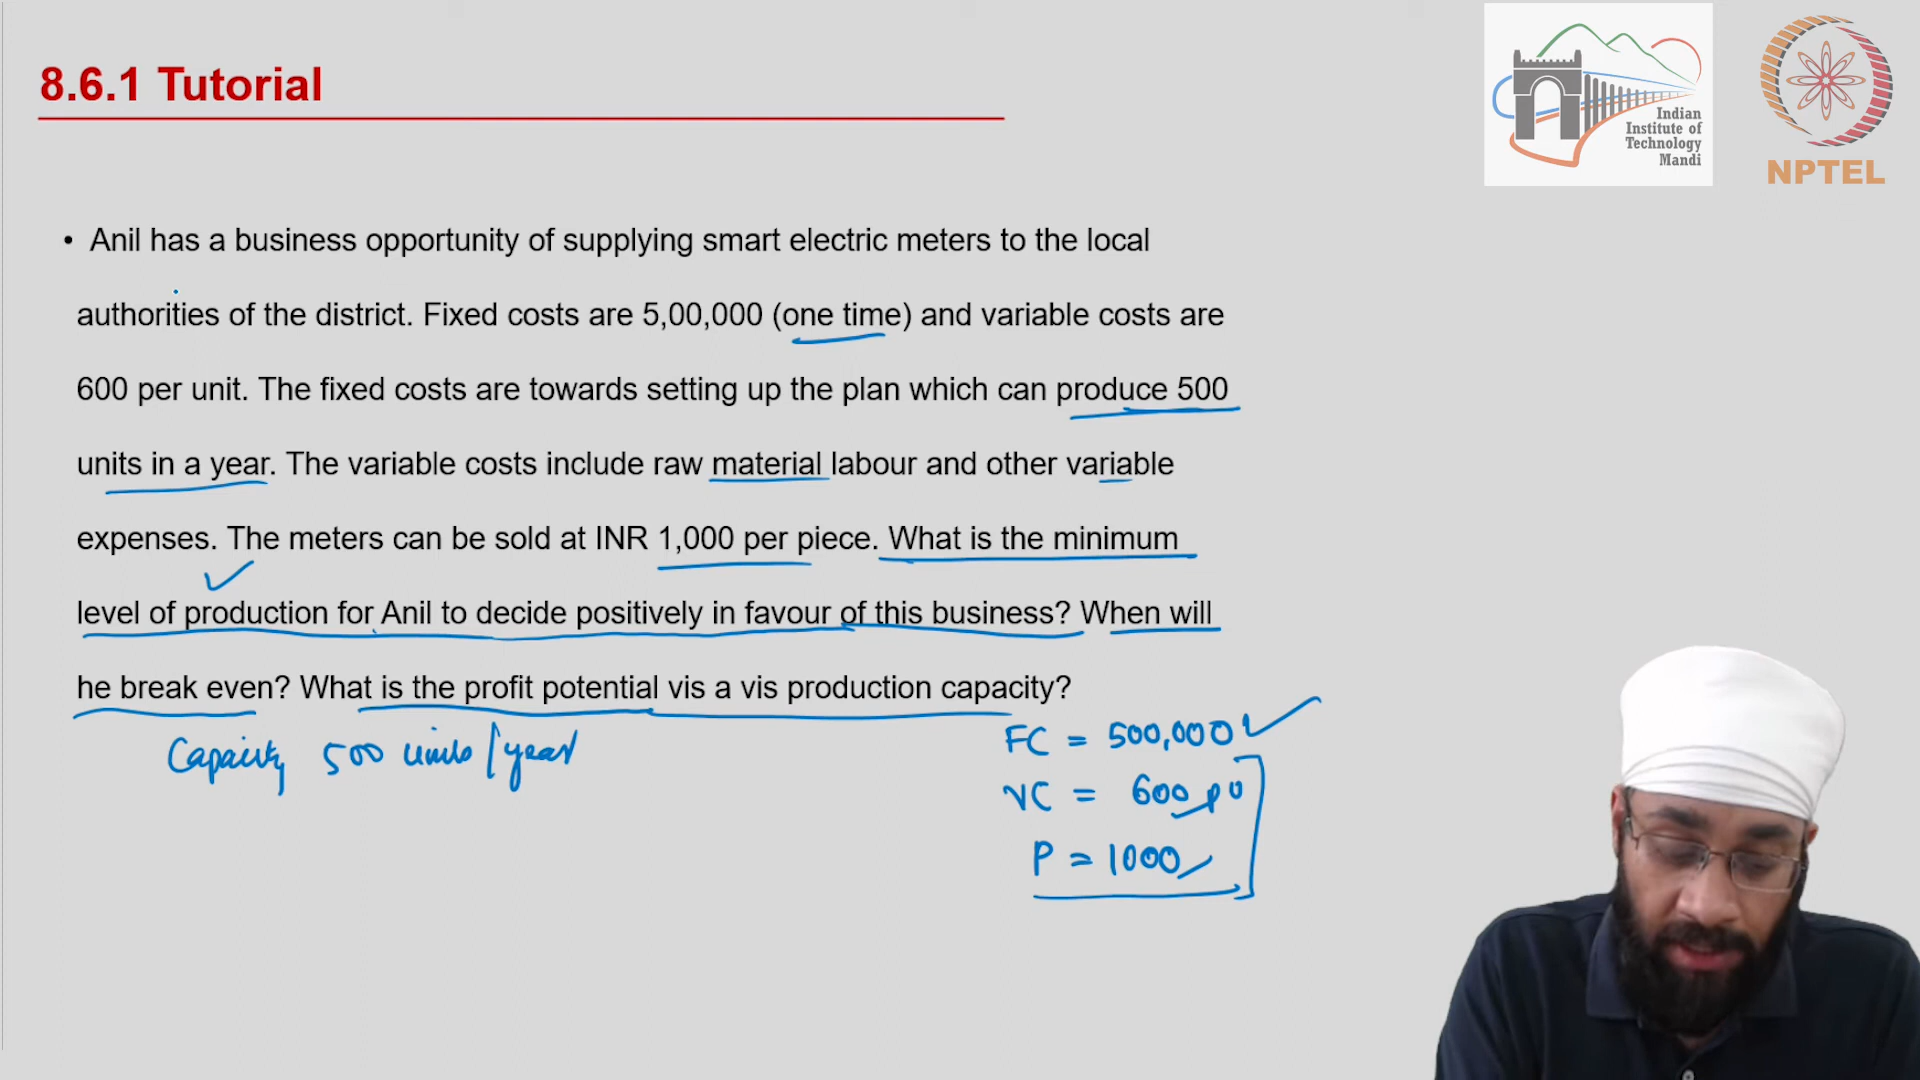 8.6.1 Tutorial
Indian
Institute of
Technology
Mandi
NPTEL
• Anil has a business opportunity of supplying smart electric meters to the local
authorities of the district. Fixed costs are 5,00,000 (one time) and variable costs are
600 per unit. The fixed costs are towards setting up the plan which can produce 500
units in a year. The variable costs include raw material labour and other variable
expenses. The meters can be sold at INR 1,000 per piece. What is the minimum
level of production for Anil to decide positively in favour of this business? When will
he break even? What is the profit potential vis a vis production capacity?
Capacity 500 units/year
FC = 500,000
VC = 600 pu
P = 1000